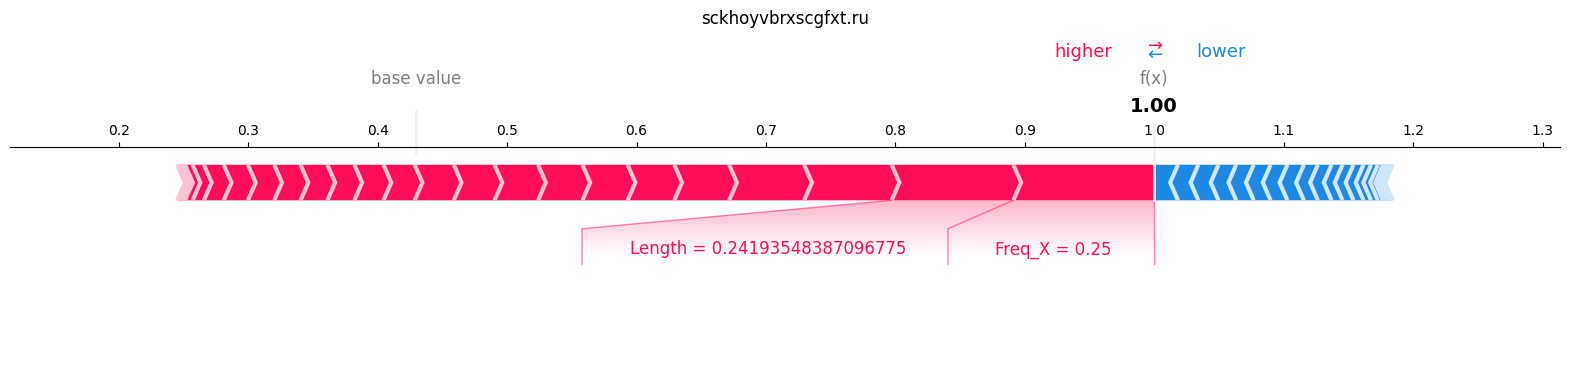 sckhoyvbrxscgfxt.ru
higher ⇄ lower
base value
f(x)
1.00
0.2 0.3 0.4 0.5 0.6 0.7 0.8 0.9 1.0 1.1 1.2 1.3
Length = 0.24193548387096775
Freq_X = 0.25